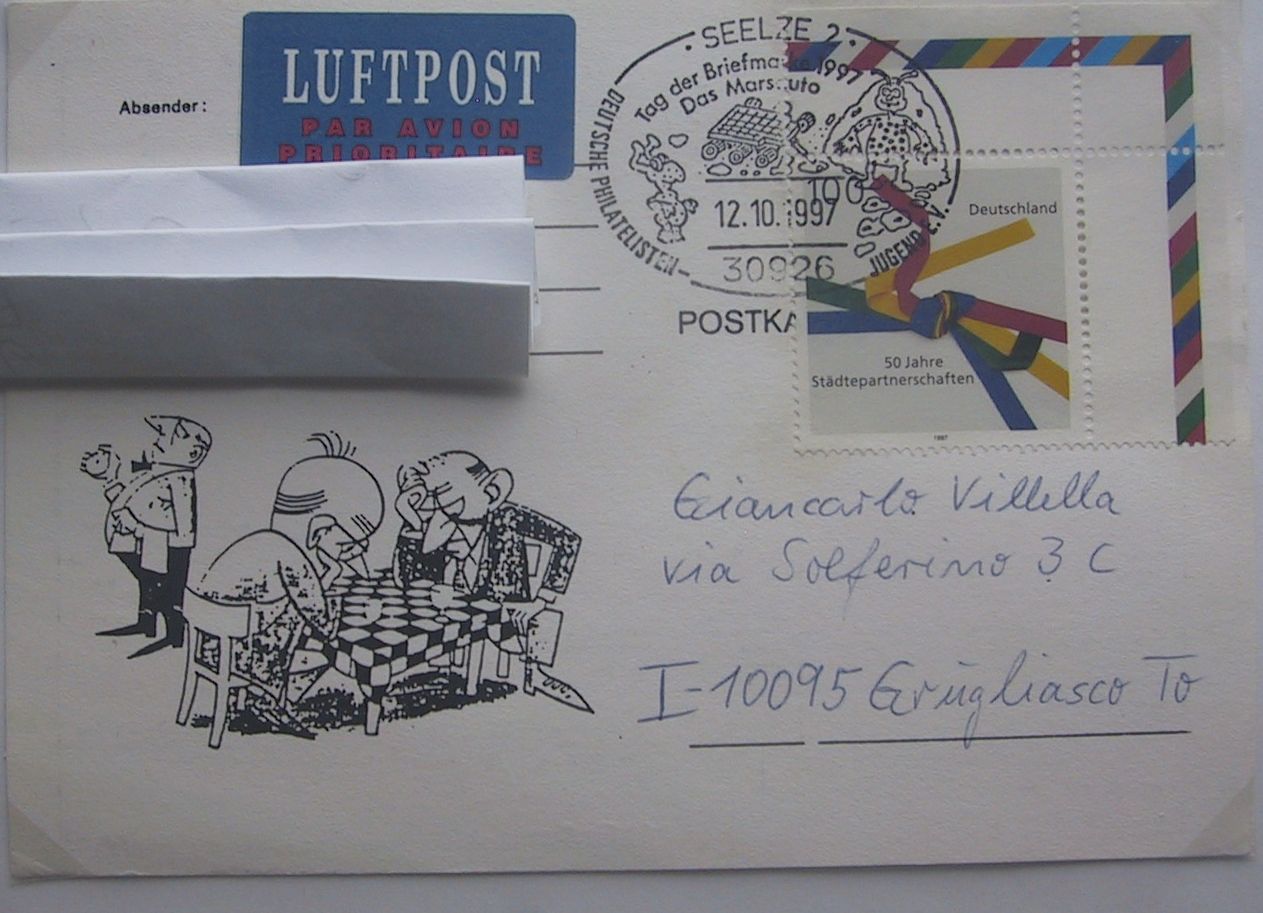 Absender:
LUFTPOST
PAR AVION
PRIORITAIRE
SEELZE 2
Tag der Briefmarke 1997
Das Marsauto
12.10.1997
30926
DEUTSCHE PHILATELISTEN-
JUGEND E.V.
100
Deutschland
50 Jahre
Städtepartnerschaften
1997
POSTKA
Giancarlo Villella
via Solferino 3 C
I-10095 Grugliasco To